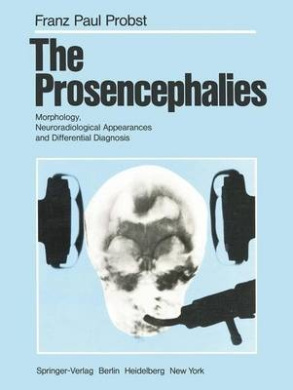 Franz Paul Probst
The
Prosencephalies
Morphology,
Neuroradiological Appearances
and Differential Diagnosis
Springer-Verlag Berlin Heidelberg New York